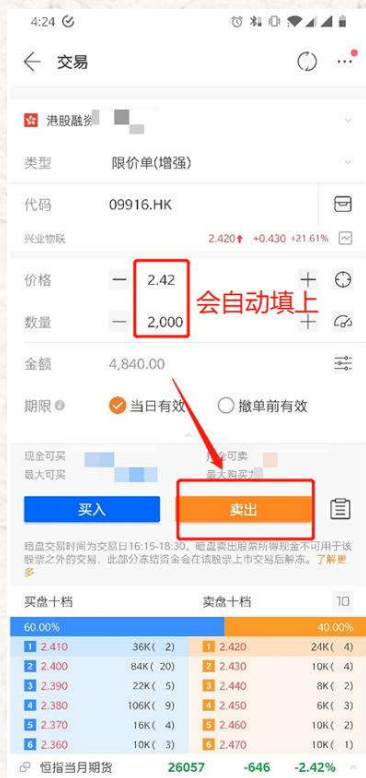 4:24
交易
港股融资
类型 限价单(增强)
代码 09916.HK
兴业物联 2.420 +0.430 +21.61%
价格 2.42
会自动填上
数量 2,000
金额 4,840.00
期限 当日有效 撤单前有效
现金可买 可卖
最大可买 最大购买力
买入 卖出
暗盘交易时间为交易日16:15-18:30。暗盘卖出股票所得现金不可用于该
股票之外的交易，此部分冻结资金会在该股票上市交易后解冻。了解更
多
买盘十档 卖盘十档 10
60.00% 40.00%
1 2.410 36K( 2) 1 2.420 24K( 4)
2 2.400 84K( 20) 2 2.430 10K( 4)
3 2.390 22K( 5) 3 2.440 8K( 2)
4 2.380 106K( 9) 4 2.450 6K( 3)
5 2.370 16K( 4) 5 2.460 10K( 2)
6 2.360 10K( 3) 6 2.470 10K( 1)
恒指当月期货 26057 -646 -2.42%